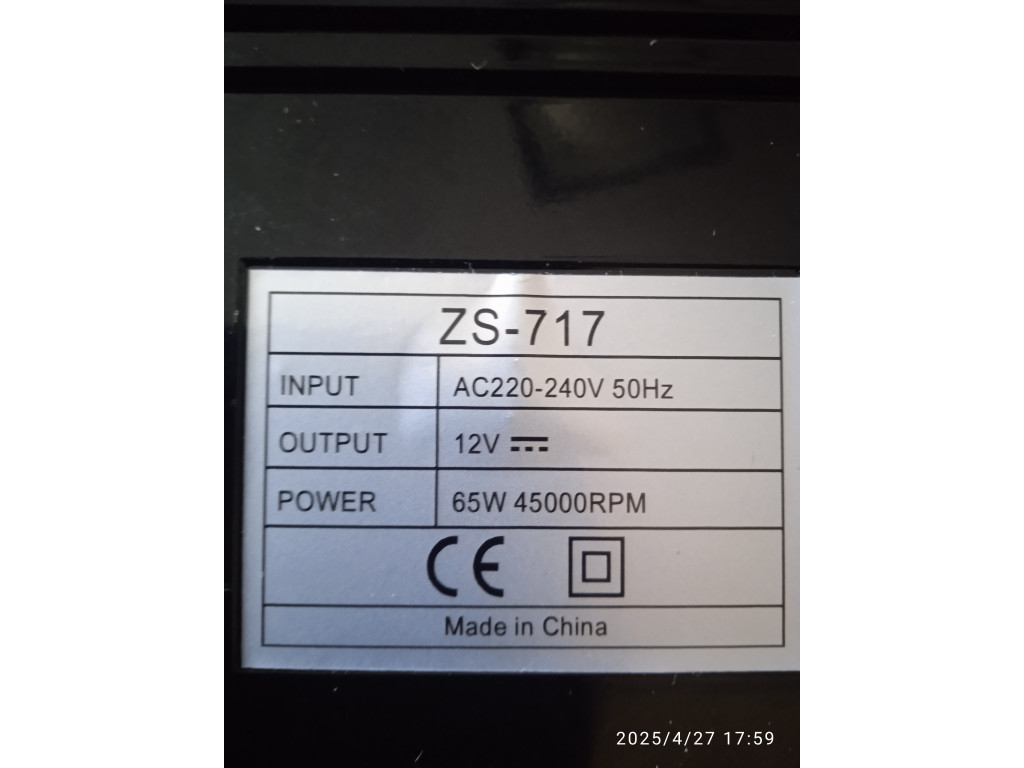 ZS-717
INPUT AC220-240V 50Hz
OUTPUT 12V ⎓
POWER 65W 45000RPM
CE
Made in China
2025/4/27 17:59